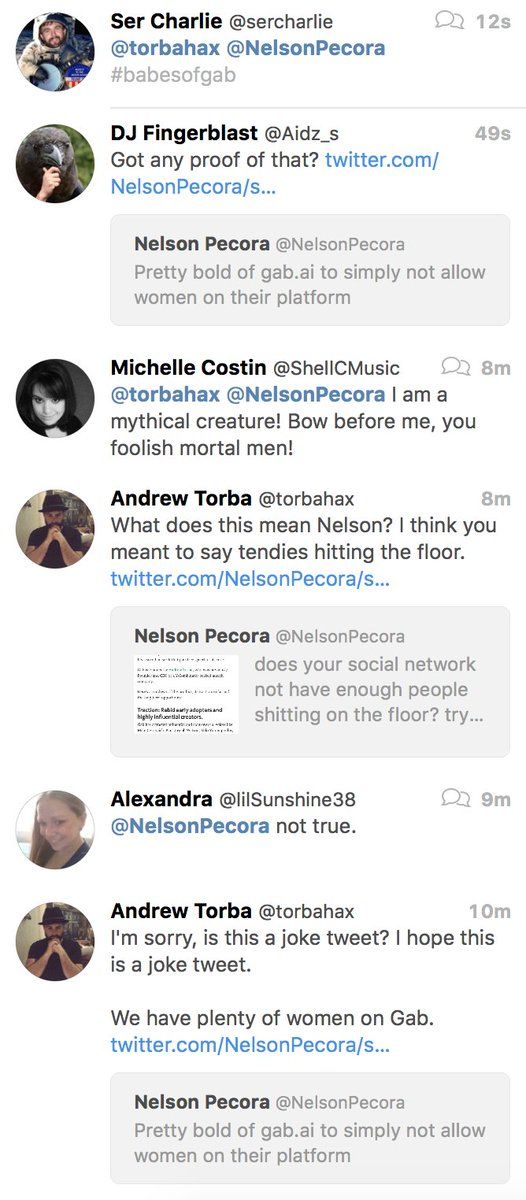 Ser Charlie @sercharlie 12s
@torbahax @NelsonPecora
#babesofgab
DJ Fingerblast @Aidz_s 49s
Got any proof of that? twitter.com/
NelsonPecora/s...
Nelson Pecora @NelsonPecora
Pretty bold of gab.ai to simply not allow
women on their platform
Michelle Costin @ShellCMusic 8m
@torbahax @NelsonPecora I am a
mythical creature! Bow before me, you
foolish mortal men!
Andrew Torba @torbahax 8m
What does this mean Nelson? I think you
meant to say tendies hitting the floor.
twitter.com/NelsonPecora/s...
Nelson Pecora @NelsonPecora
does your social network
not have enough people
shitting on the floor? try...
Traction: Rabid early adopters and
highly influential creators.
Alexandra @lilSunshine38 9m
@NelsonPecora not true.
Andrew Torba @torbahax 10m
I'm sorry, is this a joke tweet? I hope this
is a joke tweet.
We have plenty of women on Gab.
twitter.com/NelsonPecora/s...
Nelson Pecora @NelsonPecora
Pretty bold of gab.ai to simply not allow
women on their platform